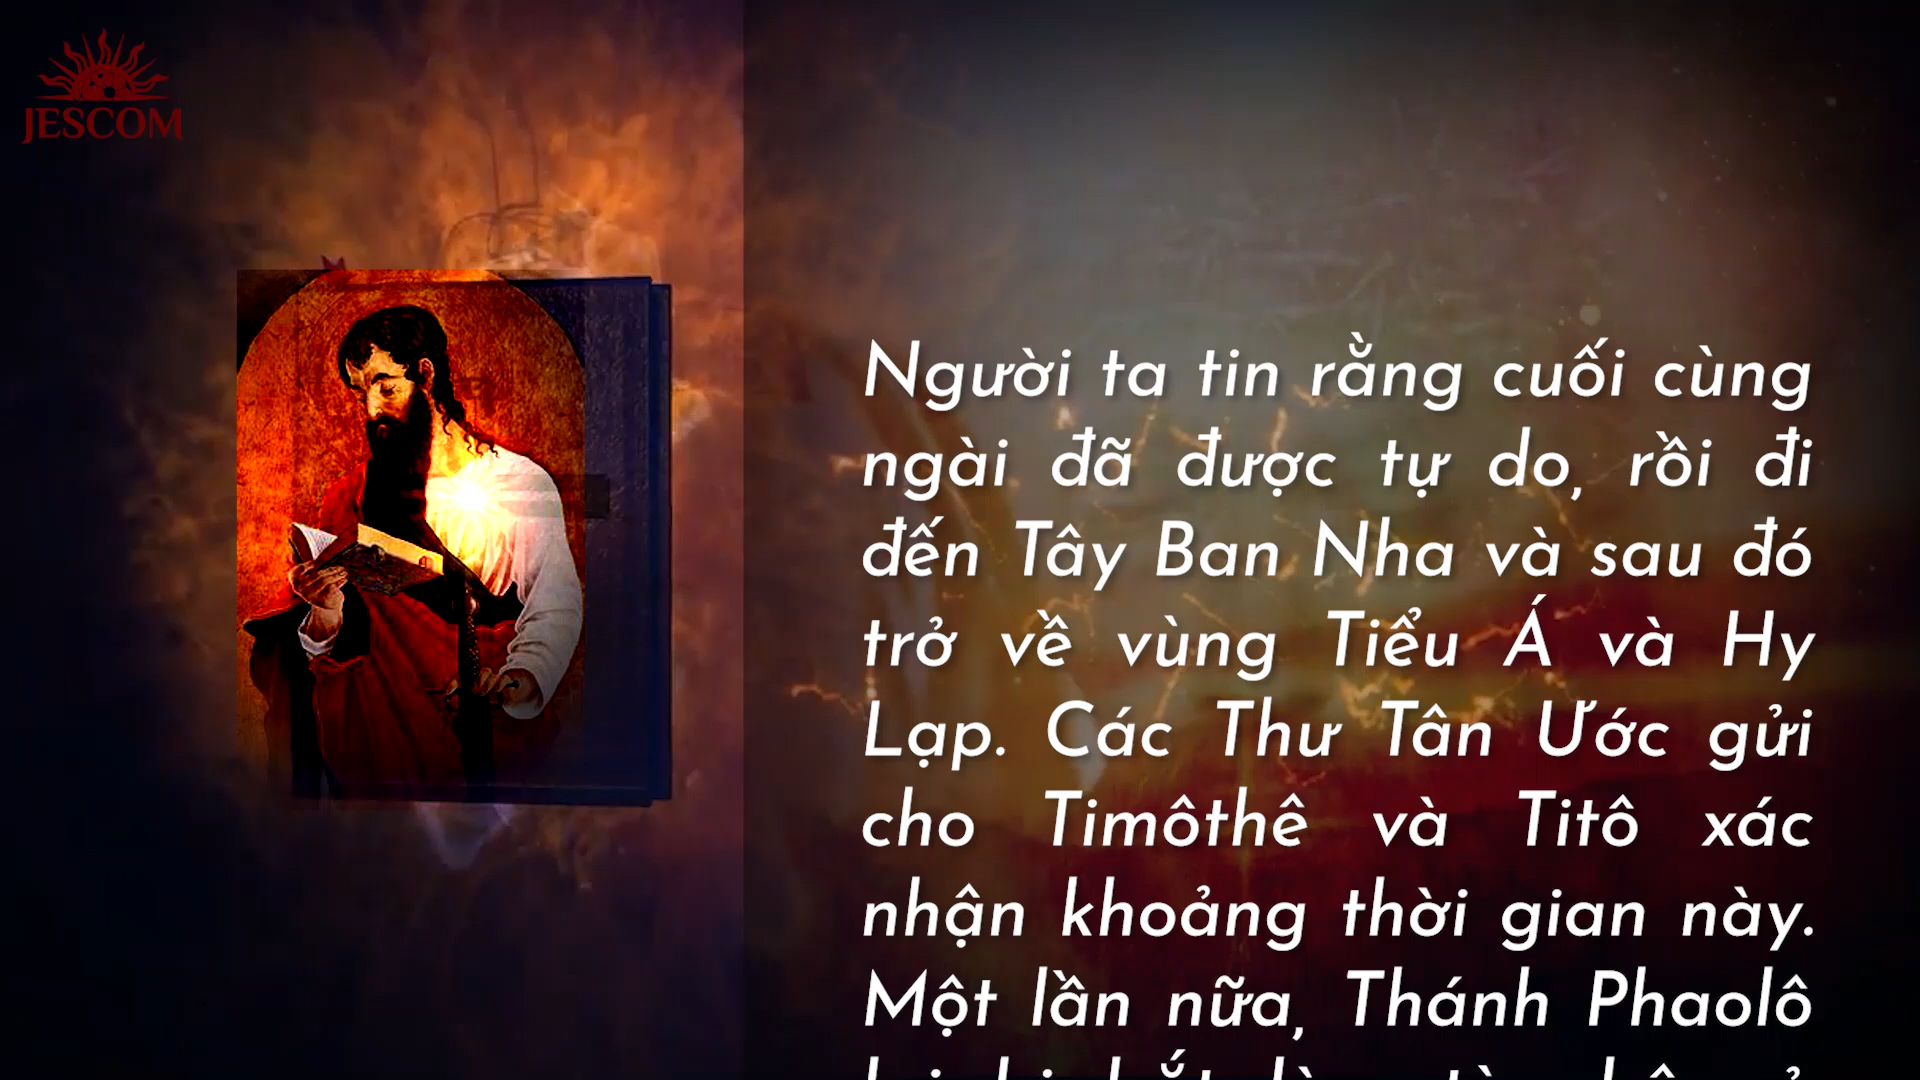 JESCOM
Người ta tin rằng cuối cùng
ngài đã được tự do, rồi đi
đến Tây Ban Nha và sau đó
trở về vùng Tiểu Á và Hy
Lạp. Các Thư Tân Ước gửi
cho Timôthê và Titô xác
nhận khoảng thời gian này.
Một lần nữa, Thánh Phaolô